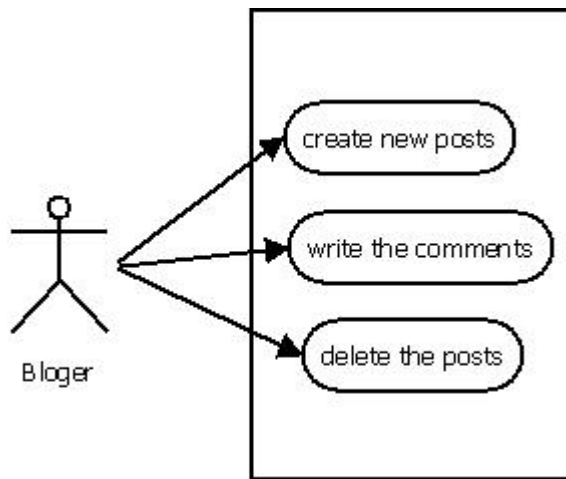 create new posts
write the comments
delete the posts
Bloger